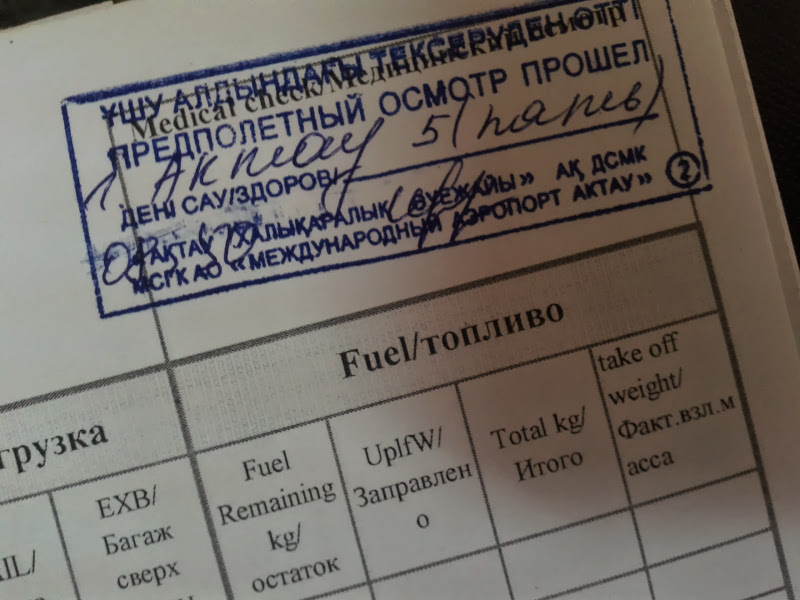 ҰШУ АЛДЫНДАҒЫ ТЕКСЕРУДЕН ӨТТІ
Medical check/Медицинский осмотр
ПРЕДПОЛЕТНЫЙ ОСМОТР ПРОШЕЛ
Актау 5 (пять)
ДЕНІ САУ/ЗДОРОВ
«АҚТАУ ХАЛЫҚАРАЛЫҚ ӘУЕЖАЙЫ» АҚ ДСМК
МСГК АО «МЕЖДУНАРОДНЫЙ АЭРОПОРТ АКТАУ»
2
грузка
Fuel/топливо
IL/
EXB/
Багаж
сверх
Fuel
Remaining
kg/
остаток
UplfW/
Заправлен
о
Total kg/
Итого
take off
weight/
Факт.взл.м
асса